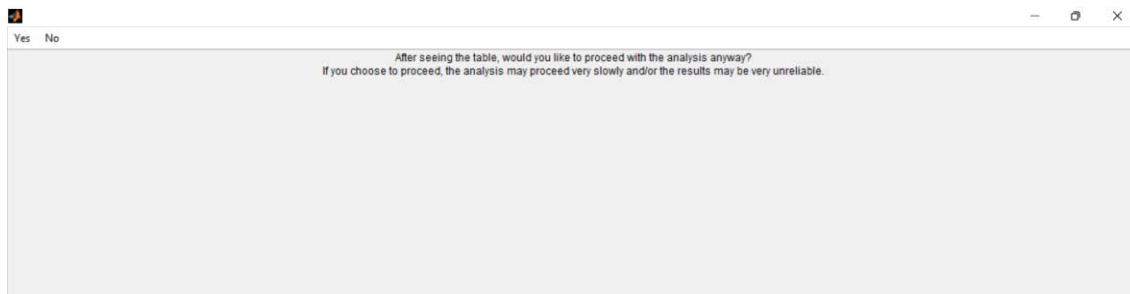 Yes No
After seeing the table, would you like to proceed with the analysis anyway?
If you choose to proceed, the analysis may proceed very slowly and/or the results may be very unreliable.